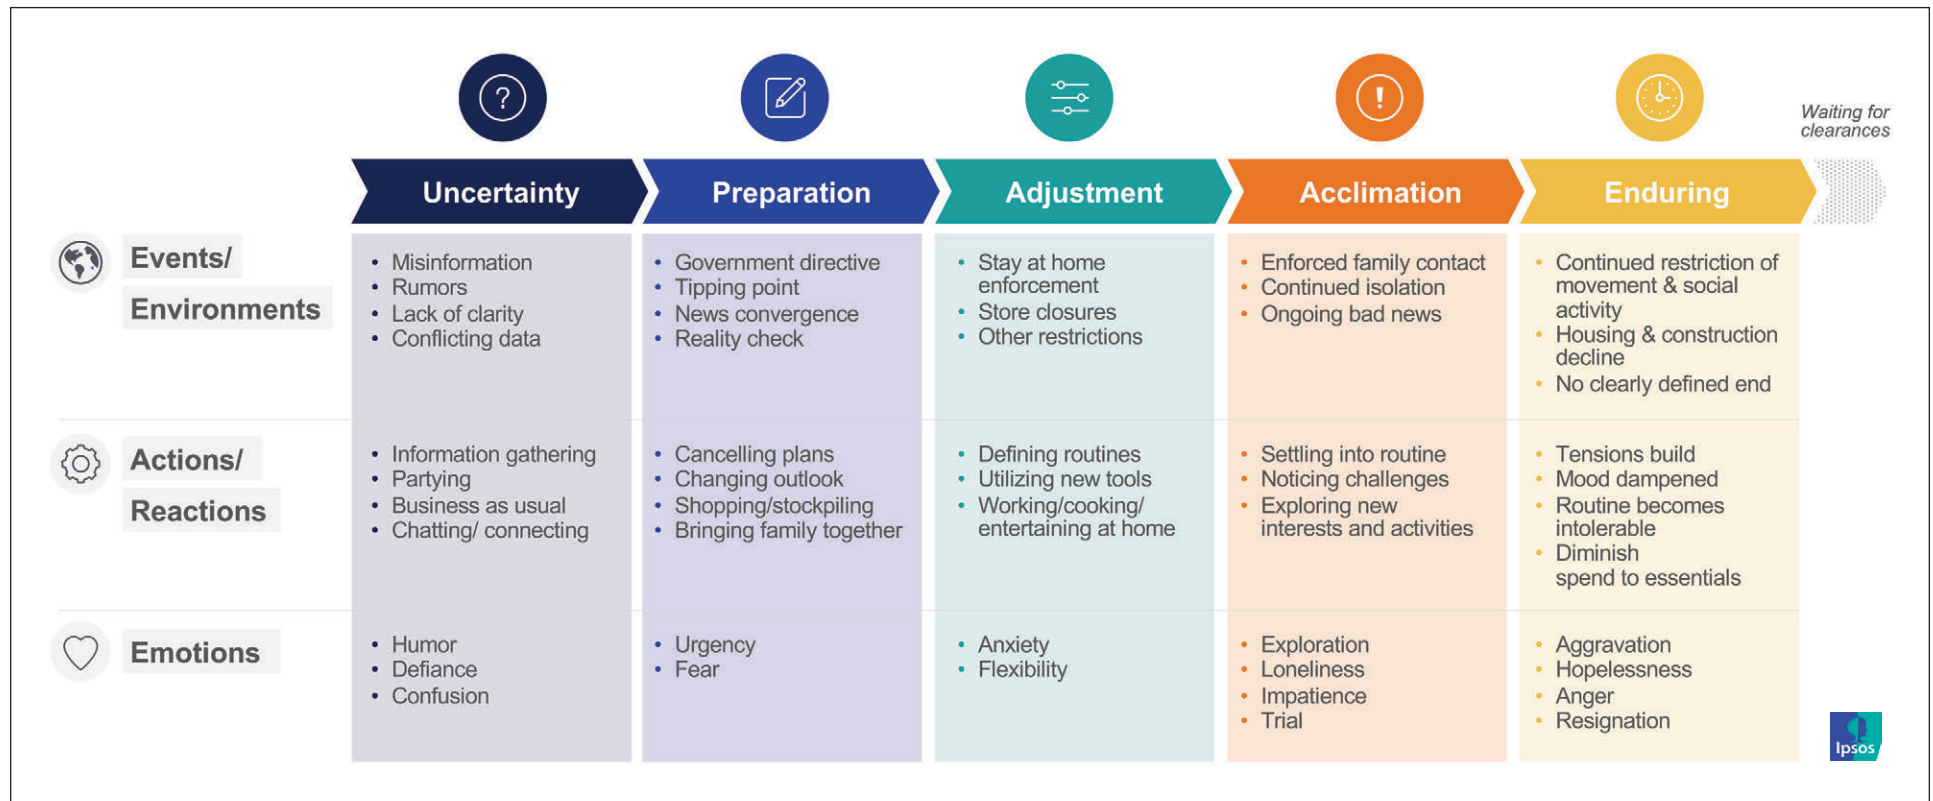 ?
!
Waiting for
clearances
Uncertainty
Preparation
Adjustment
Acclimation
Enduring
Events/
Environments
• Misinformation
• Rumors
• Lack of clarity
• Conflicting data
• Government directive
• Tipping point
• News convergence
• Reality check
• Stay at home
enforcement
• Store closures
• Other restrictions
• Enforced family contact
• Continued isolation
• Ongoing bad news
• Continued restriction of
movement & social
activity
• Housing & construction
decline
• No clearly defined end
Actions/
Reactions
• Information gathering
• Partying
• Business as usual
• Chatting/ connecting
• Cancelling plans
• Changing outlook
• Shopping/stockpiling
• Bringing family together
• Defining routines
• Utilizing new tools
• Working/cooking/
entertaining at home
• Settling into routine
• Noticing challenges
• Exploring new
interests and activities
• Tensions build
• Mood dampened
• Routine becomes
intolerable
• Diminish
spend to essentials
Emotions
• Humor
• Defiance
• Confusion
• Urgency
• Fear
• Anxiety
• Flexibility
• Exploration
• Loneliness
• Impatience
• Trial
• Aggravation
• Hopelessness
• Anger
• Resignation
Ipsos